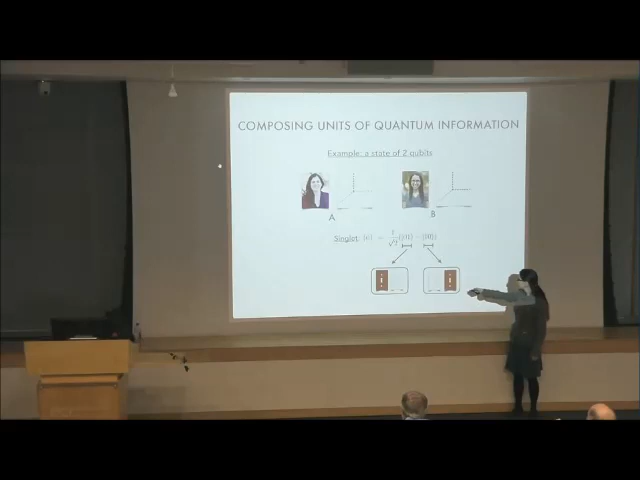 COMPOSING UNITS OF QUANTUM INFORMATION
Example: a state of 2 qubits
A
B
Singlet: